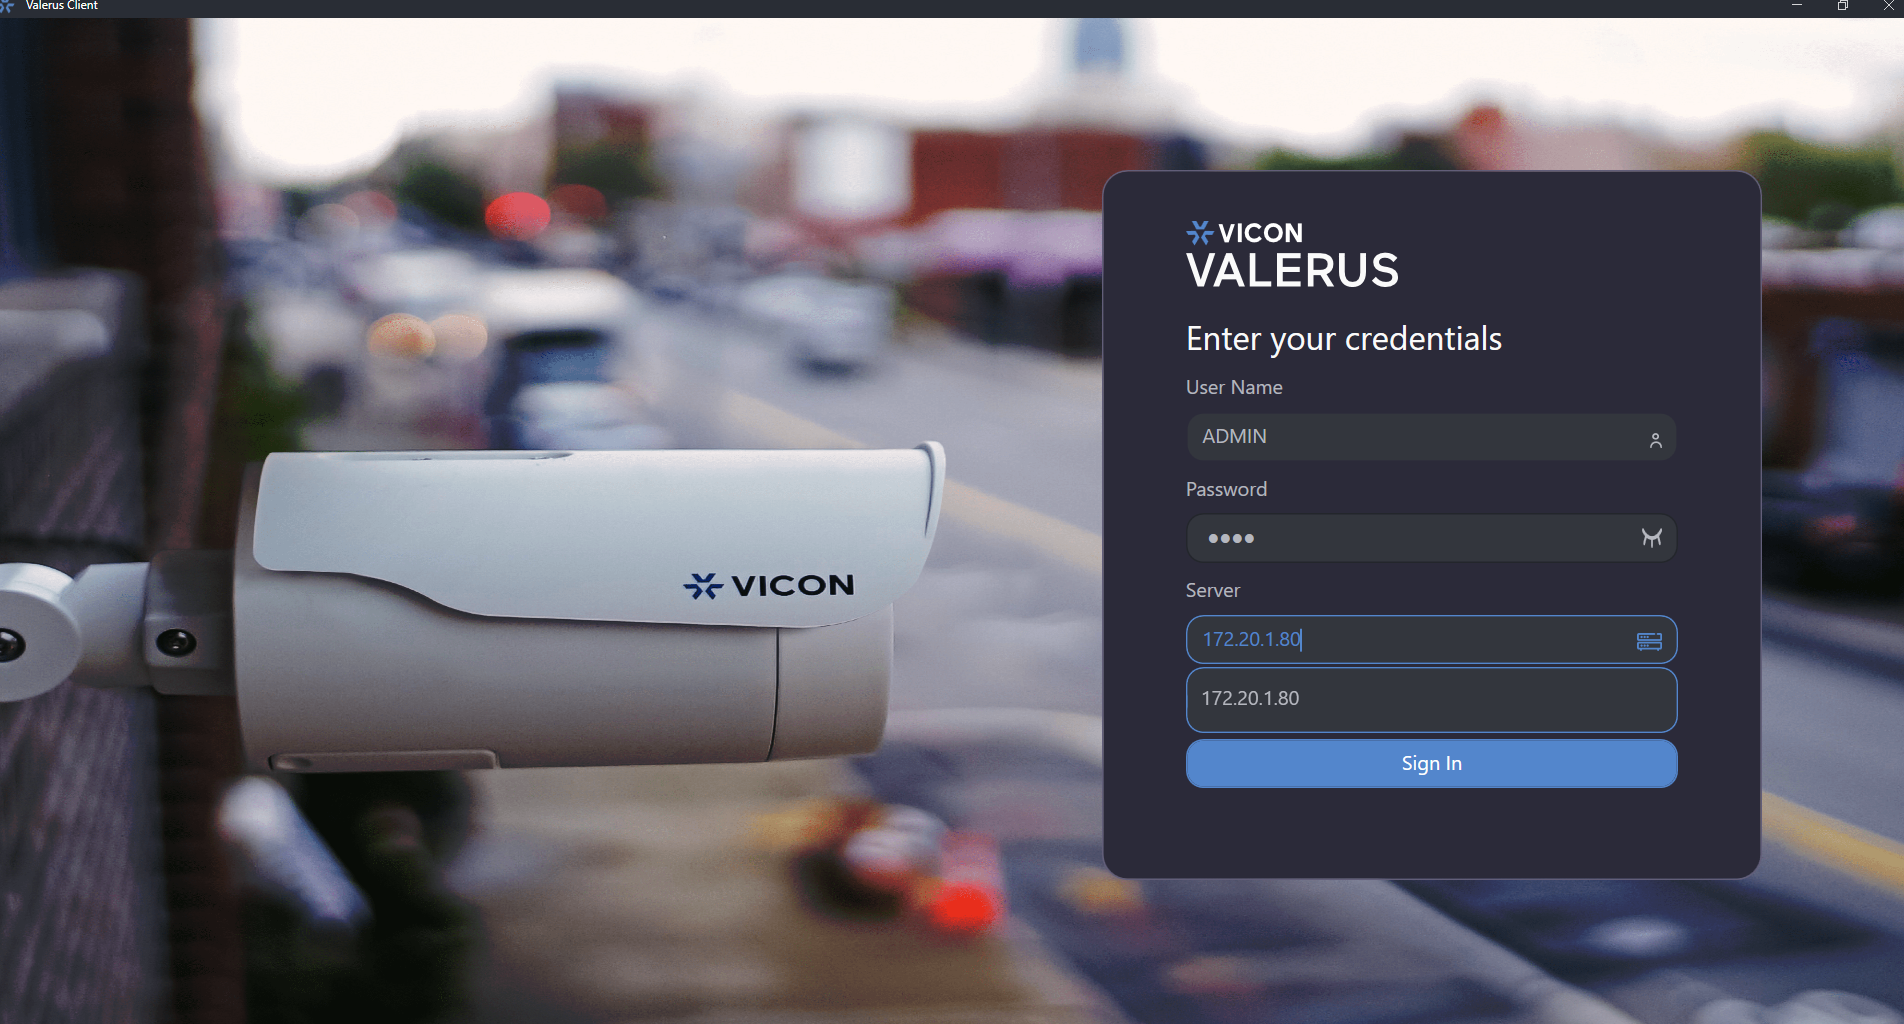 Valerus Client
VICON
VALERUS
Enter your credentials
User Name
ADMIN
Password
●●●●
Server
172.20.1.80
172.20.1.80
Sign In
VICON